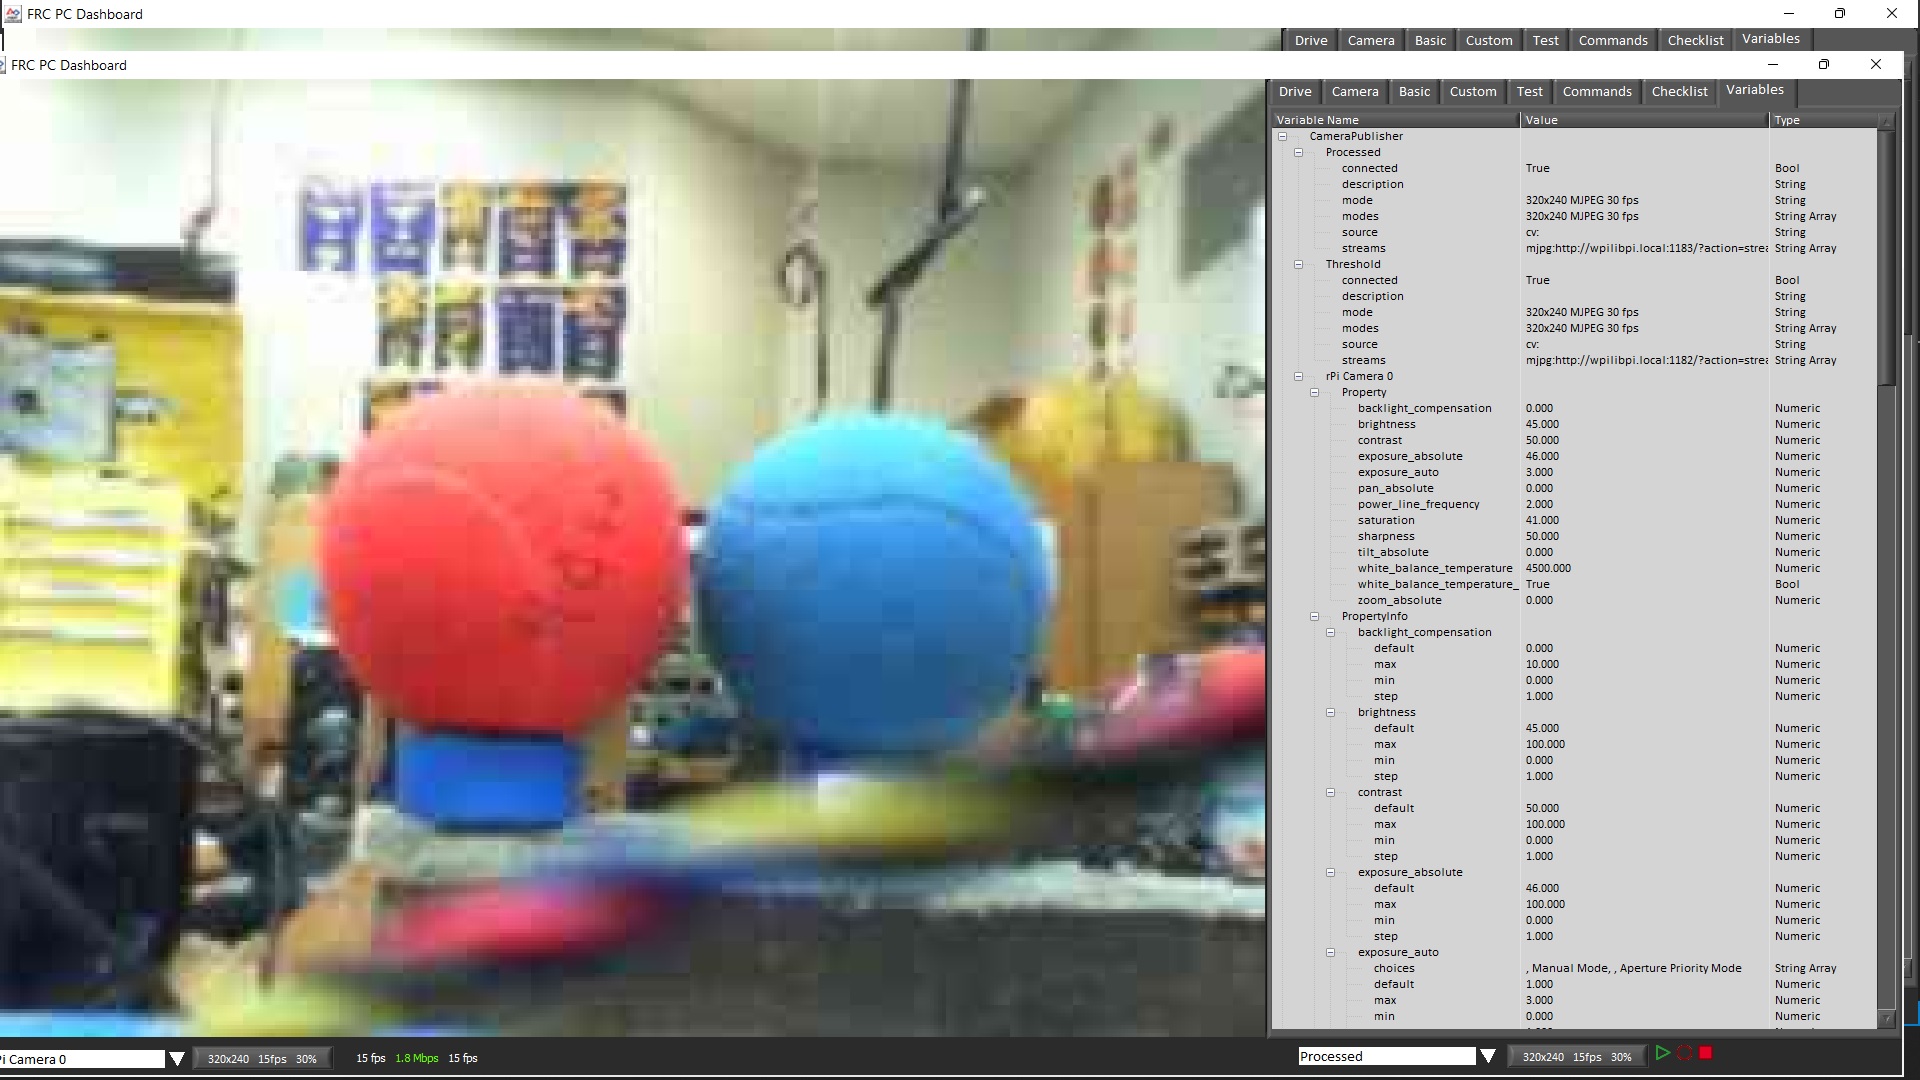 FRC PC Dashboard
Drive Camera Basic Custom Test Commands Checklist Variables
FRC PC Dashboard
Drive Camera Basic Custom Test Commands Checklist Variables
Variable Name Value Type
CameraPublisher
Processed
connected True Bool
description String
mode 320x240 MJPEG 30 fps String
modes 320x240 MJPEG 30 fps String Array
source cv: String
streams mjpg:http://wpilibpi.local:1183/?action=strea String Array
Threshold
connected True Bool
description String
mode 320x240 MJPEG 30 fps String
modes 320x240 MJPEG 30 fps String Array
source cv: String
streams mjpg:http://wpilibpi.local:1182/?action=strea String Array
rPi Camera 0
Property
backlight_compensation 0.000 Numeric
brightness 45.000 Numeric
contrast 50.000 Numeric
exposure_absolute 46.000 Numeric
exposure_auto 3.000 Numeric
pan_absolute 0.000 Numeric
power_line_frequency 2.000 Numeric
saturation 41.000 Numeric
sharpness 50.000 Numeric
tilt_absolute 0.000 Numeric
white_balance_temperature 4500.000 Numeric
white_balance_temperature_ True Bool
zoom_absolute 0.000 Numeric
PropertyInfo
backlight_compensation
default 0.000 Numeric
max 10.000 Numeric
min 0.000 Numeric
step 1.000 Numeric
brightness
default 45.000 Numeric
max 100.000 Numeric
min 0.000 Numeric
step 1.000 Numeric
contrast
default 50.000 Numeric
max 100.000 Numeric
min 0.000 Numeric
step 1.000 Numeric
exposure_absolute
default 46.000 Numeric
max 100.000 Numeric
min 0.000 Numeric
step 1.000 Numeric
exposure_auto
choices , Manual Mode, , Aperture Priority Mode String Array
default 1.000 Numeric
max 3.000 Numeric
min 0.000 Numeric
Pi Camera 0 320x240 15fps 30% 15 fps 1.8 Mbps 15 fps Processed 320x240 15fps 30%